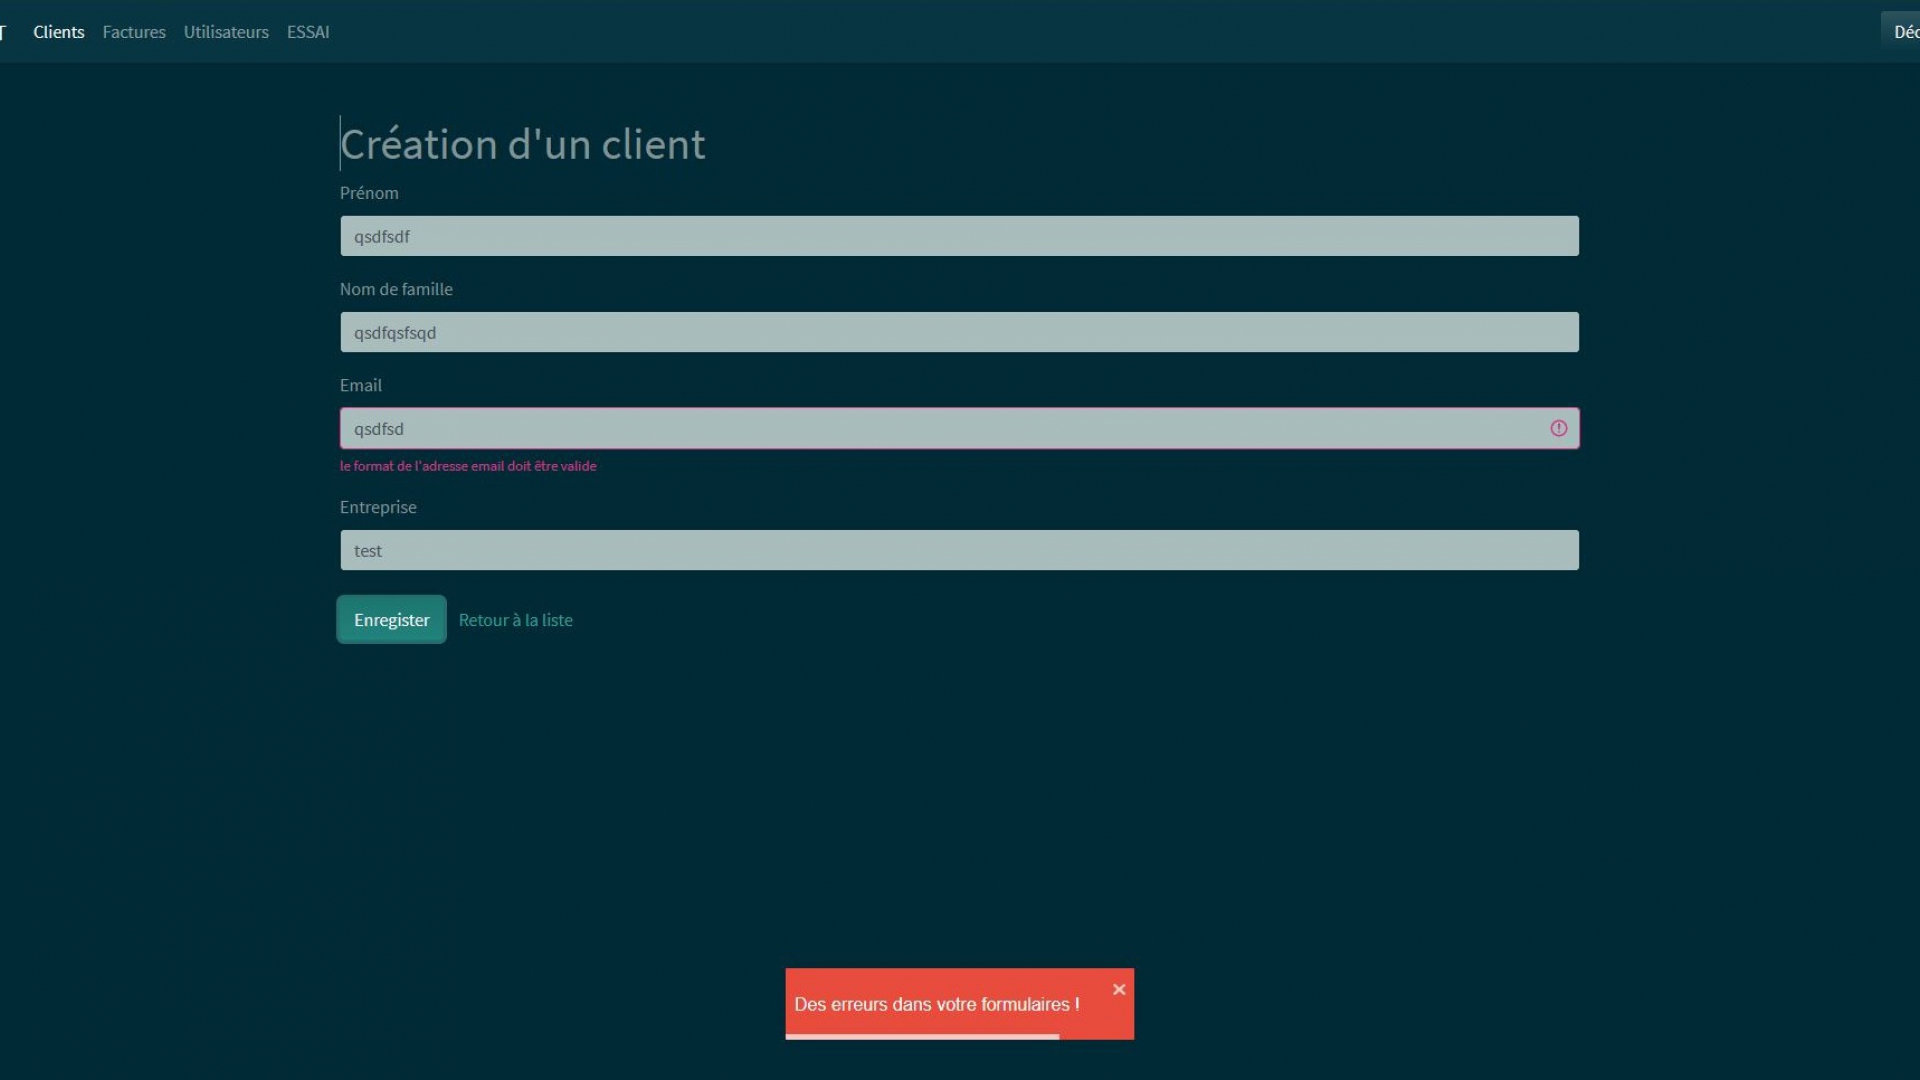 T Clients Factures Utilisateurs ESSAI
Création d'un client
Prénom
qsdfsdf
Nom de famille
qsdfqsfsqd
Email
qsdfsd
le format de l'adresse email doit être valide
Entreprise
test
Enregister Retour à la liste
Des erreurs dans votre formulaires !